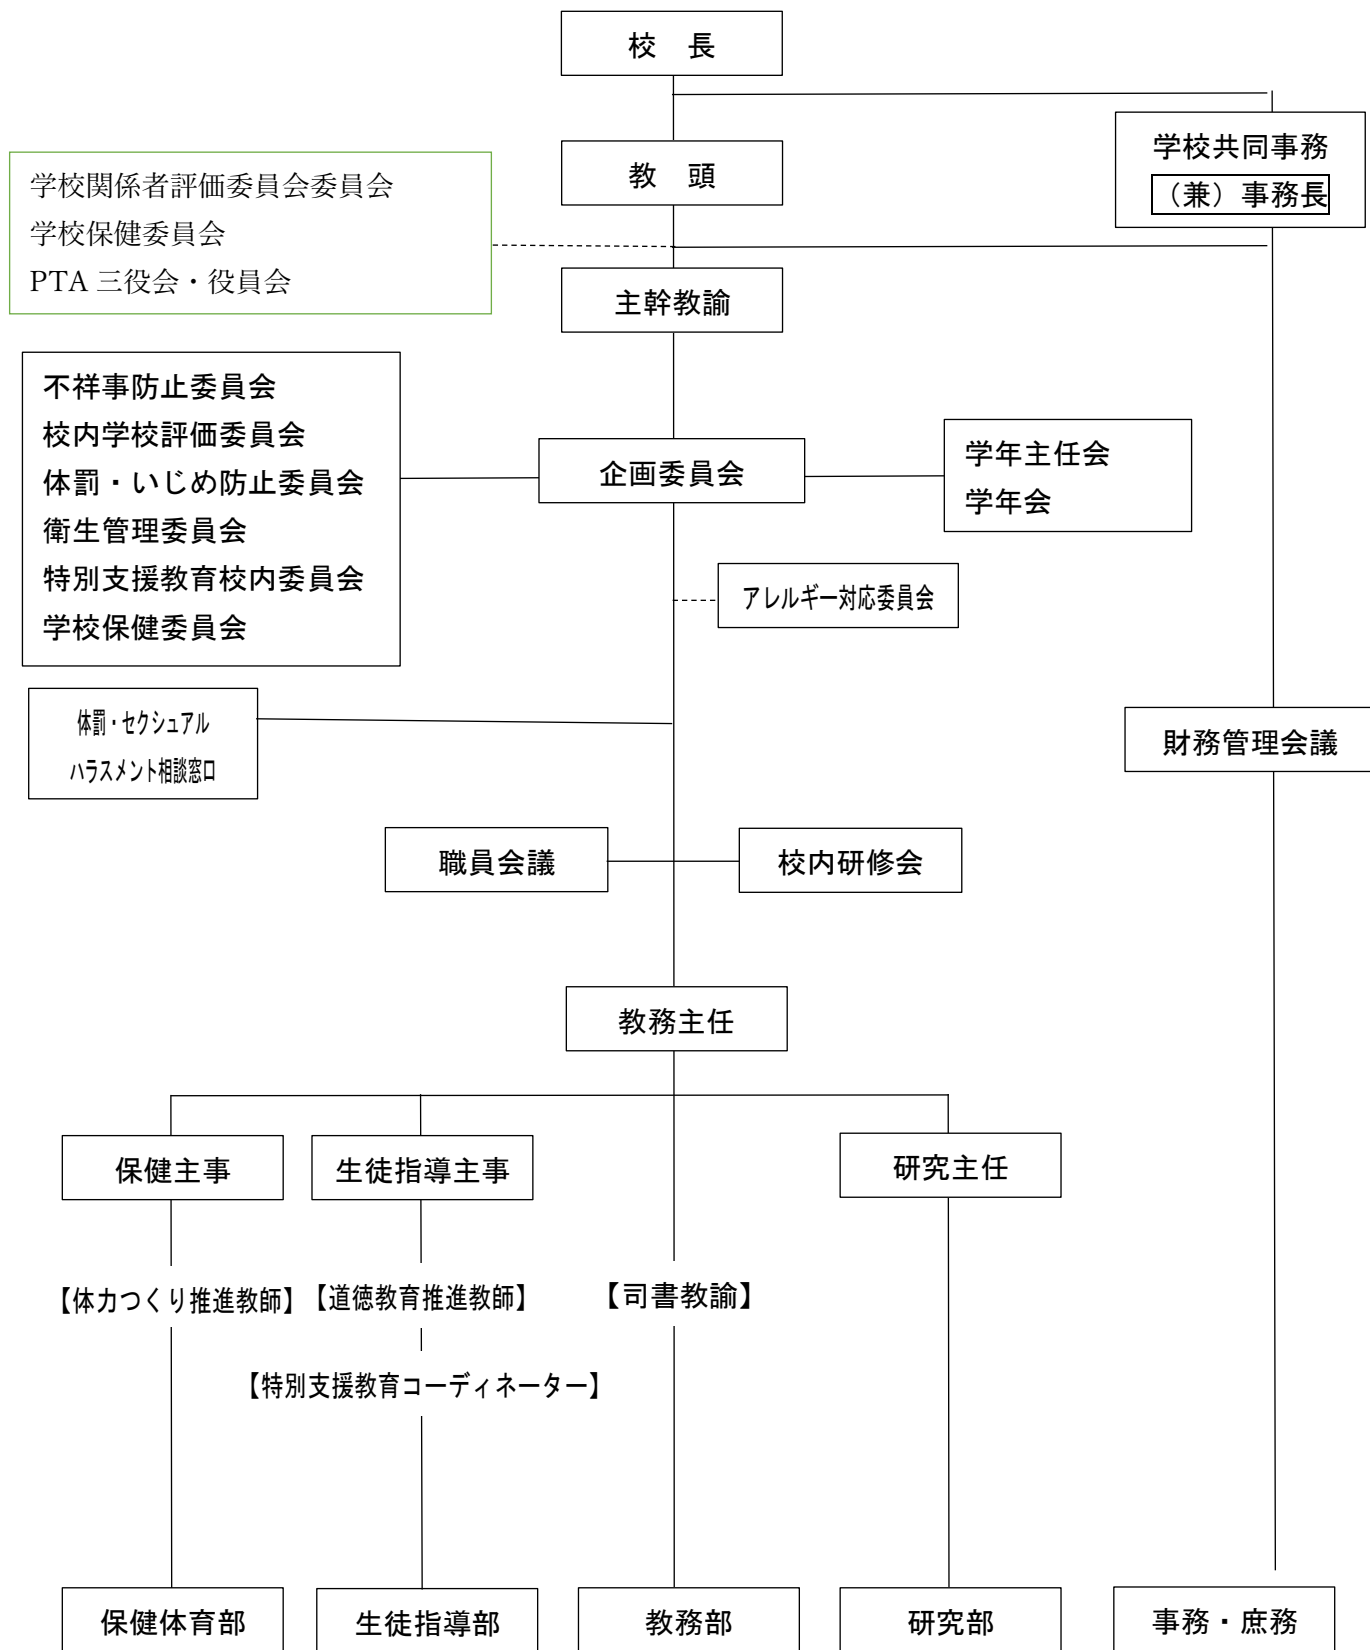 校　長
学校共同事務
（兼）事務長
教　頭
学校関係者評価委員会委員会
学校保健委員会
PTA 三役会・役員会
主幹教諭
不祥事防止委員会
校内学校評価委員会
体罰・いじめ防止委員会
衛生管理委員会
特別支援教育校内委員会
学校保健委員会
企画委員会
学年主任会
学年会
アレルギー対応委員会
体罰・セクシュアル
ハラスメント相談窓口
財務管理会議
職員会議
校内研修会
教務主任
保健主事
生徒指導主事
研究主任
【体力つくり推進教師】
【道徳教育推進教師】
【司書教諭】
【特別支援教育コーディネーター】
保健体育部
生徒指導部
教務部
研究部
事務・庶務